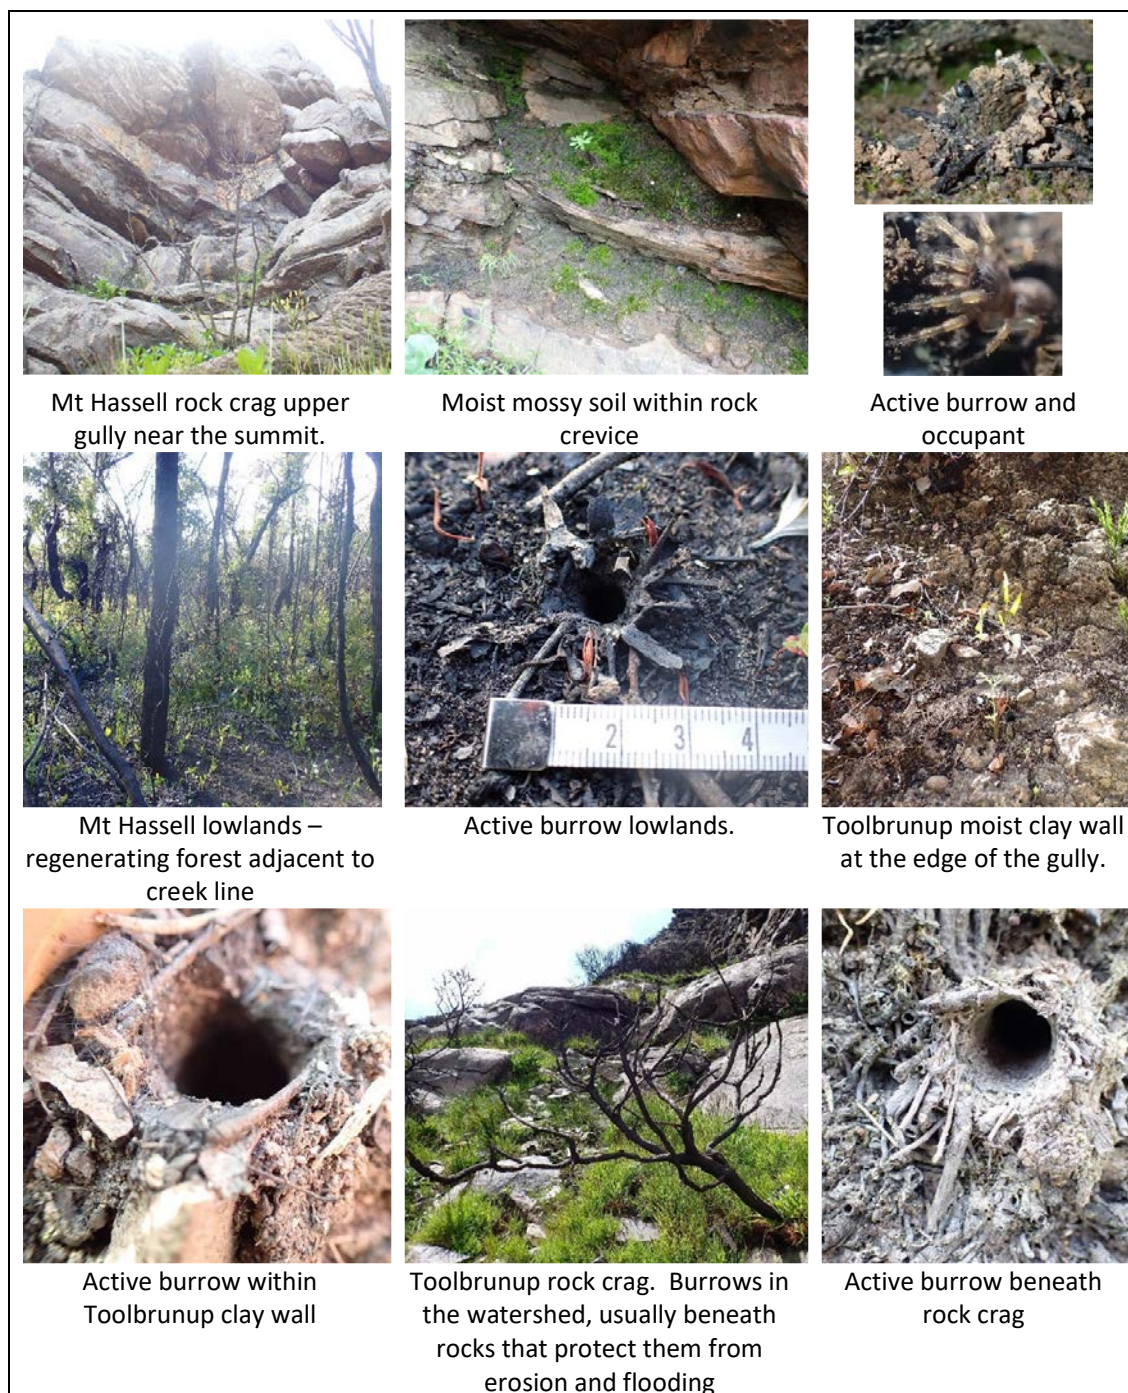 Mt Hassell rock crag upper
gully near the summit.
Moist mossy soil within rock
crevice
Active burrow and
occupant
2 3 4
Mt Hassell lowlands –
regenerating forest adjacent to
creek line
Active burrow lowlands.
Toolbrunup moist clay wall
at the edge of the gully.
Active burrow within
Toolbrunup clay wall
Toolbrunup rock crag. Burrows in
the watershed, usually beneath
rocks that protect them from
erosion and flooding
Active burrow beneath
rock crag